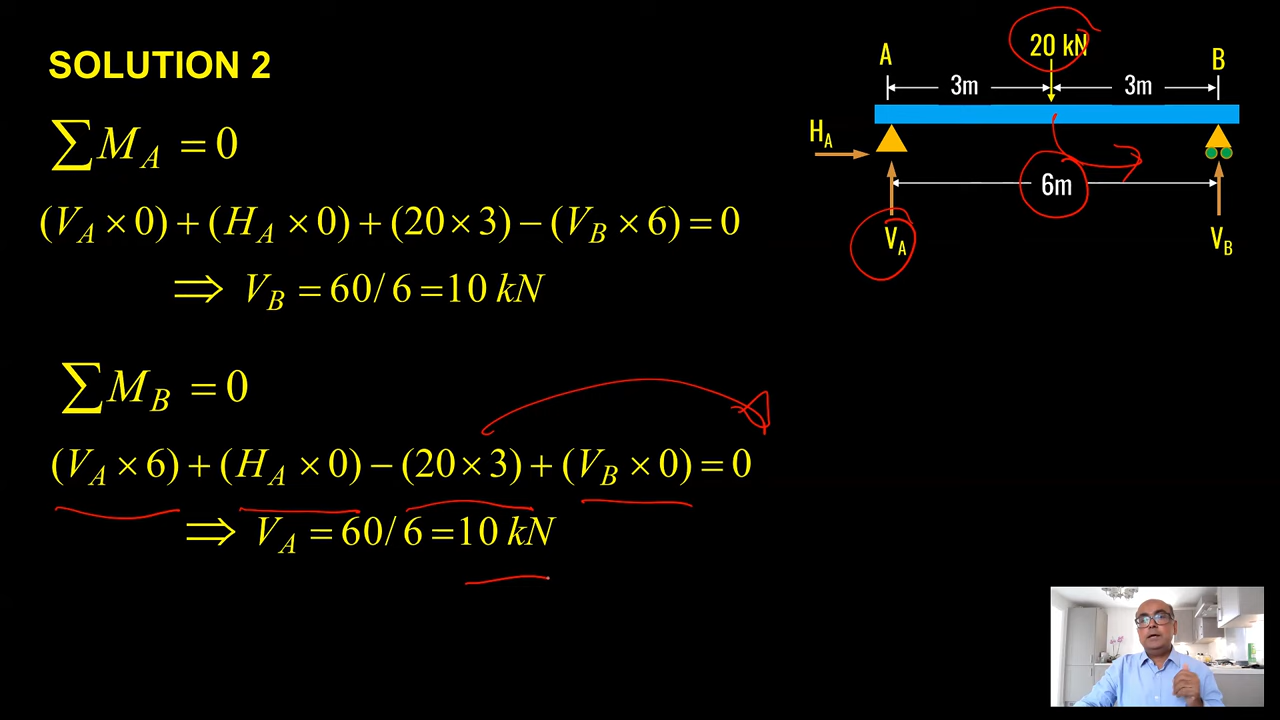 SOLUTION 2
∑M_A = 0
(V_A × 0) + (H_A × 0) + (20 × 3) − (V_B × 6) = 0
⇒ V_B = 60/6 = 10 kN
∑M_B = 0
(V_A × 6) + (H_A × 0) − (20 × 3) + (V_B × 0) = 0
⇒ V_A = 60/6 = 10 kN
20 kN
A B
3m 3m
H_A
6m
V_A V_B